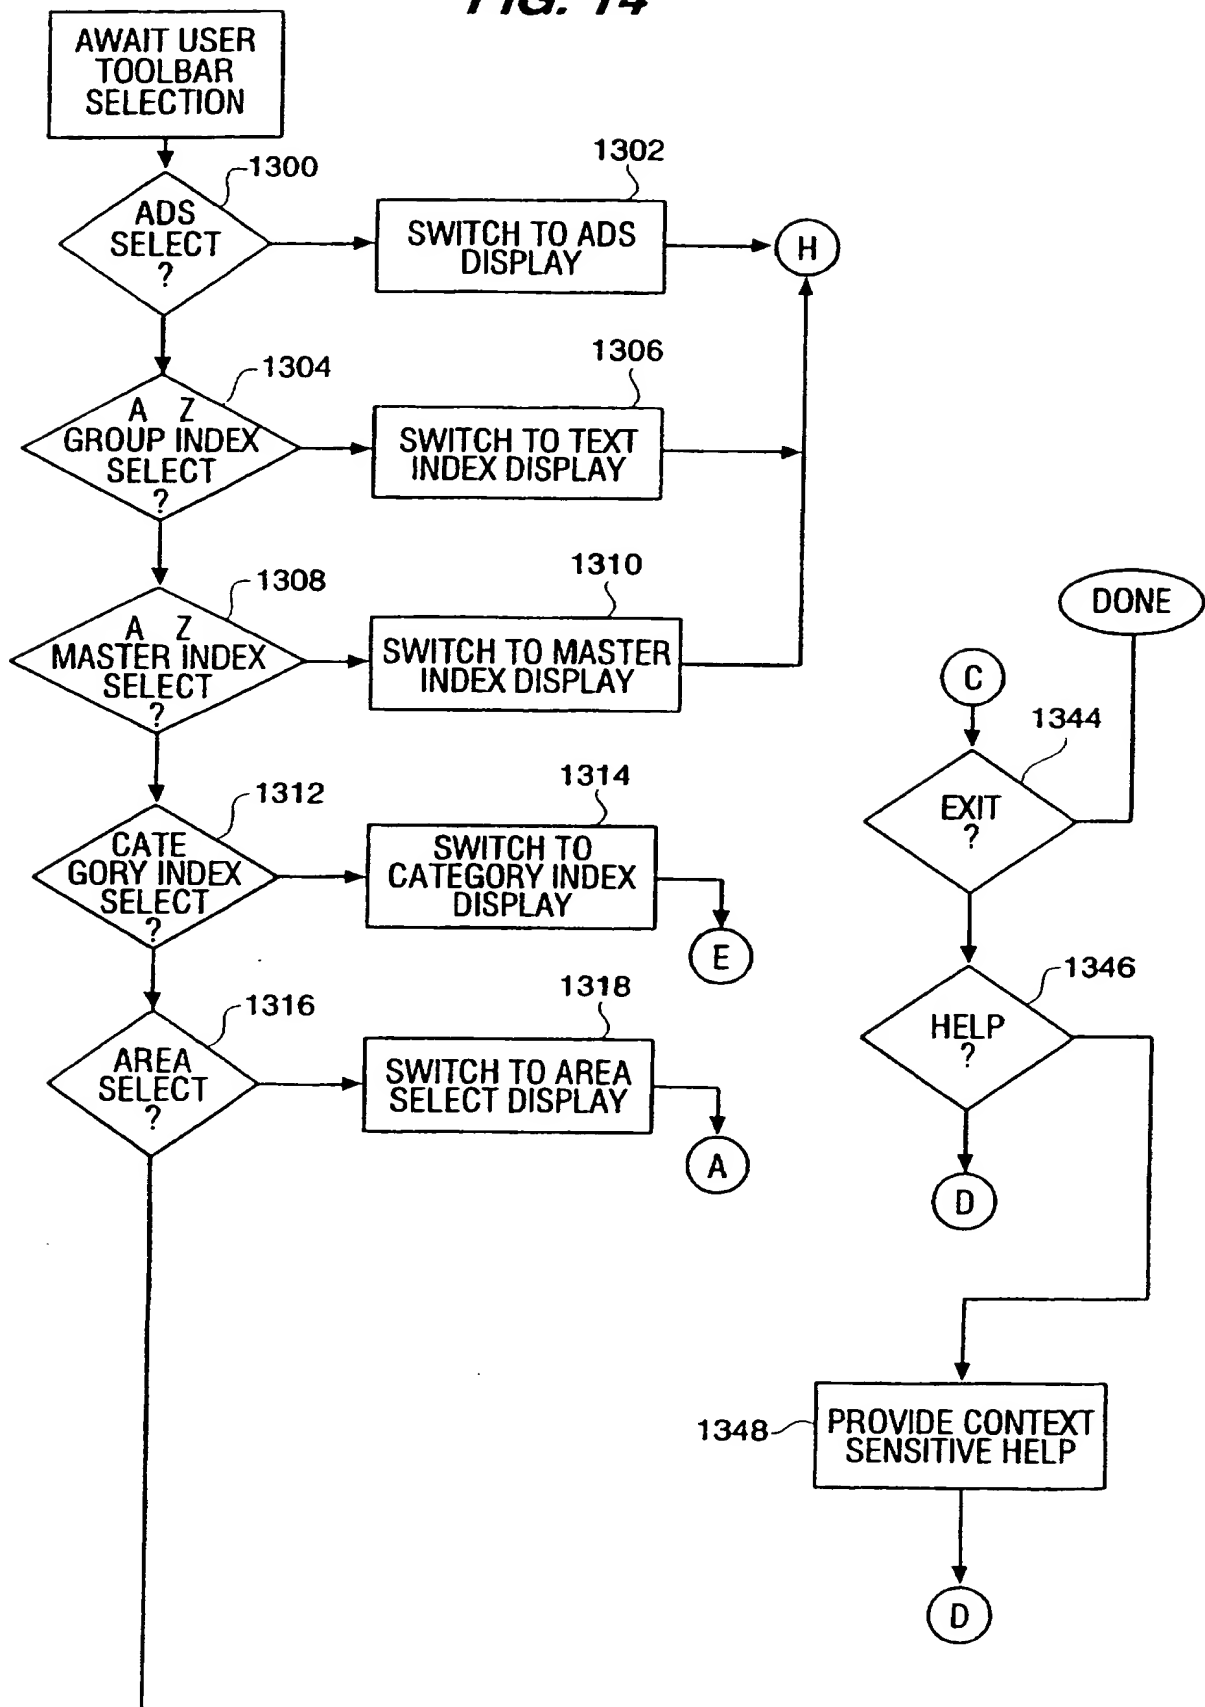 FIG. 14
AWAIT USER
TOOLBAR
SELECTION
1300
ADS
SELECT
?
1302
SWITCH TO ADS
DISPLAY
H
1304
A Z
GROUP INDEX
SELECT
?
1306
SWITCH TO TEXT
INDEX DISPLAY
1308
A Z
MASTER INDEX
SELECT
?
1310
SWITCH TO MASTER
INDEX DISPLAY
1312
CATE
GORY INDEX
SELECT
?
1314
SWITCH TO
CATEGORY INDEX
DISPLAY
E
1316
AREA
SELECT
?
1318
SWITCH TO AREA
SELECT DISPLAY
A
DONE
C
1344
EXIT
?
1346
HELP
?
D
1348
PROVIDE CONTEXT
SENSITIVE HELP
D